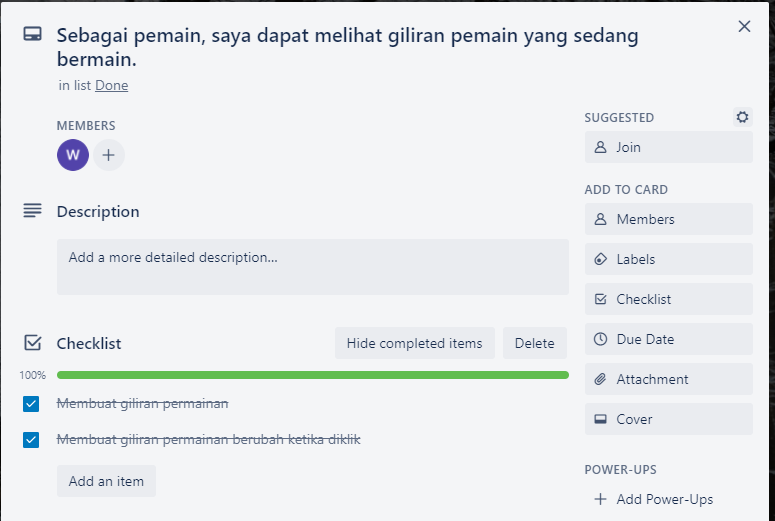 Sebagai pemain, saya dapat melihat giliran pemain yang sedang
bermain.
in list Done
MEMBERS
W
Description
Add a more detailed description...
Checklist
Hide completed items
Delete
100%
Membuat giliran permainan
Membuat giliran permainan berubah ketika diklik
Add an item
SUGGESTED
Join
ADD TO CARD
Members
Labels
Checklist
Due Date
Attachment
Cover
POWER-UPS
Add Power-Ups